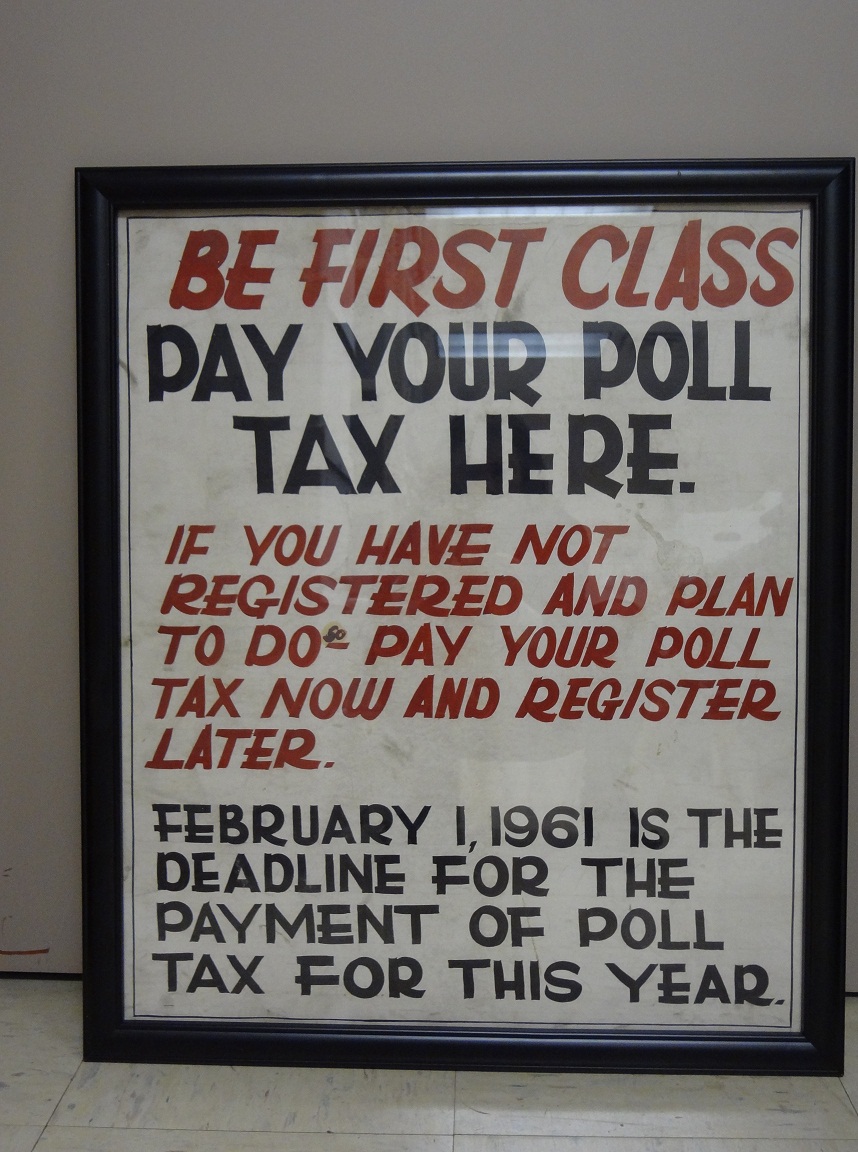 BE FIRST CLASS
PAY YOUR POLL
TAX HERE.
IF YOU HAVE NOT
REGISTERED AND PLAN
TO DO SO- PAY YOUR POLL
TAX NOW AND REGISTER
LATER.
FEBRUARY 1, 1961 IS THE
DEADLINE FOR THE
PAYMENT OF POLL
TAX FOR THIS YEAR.